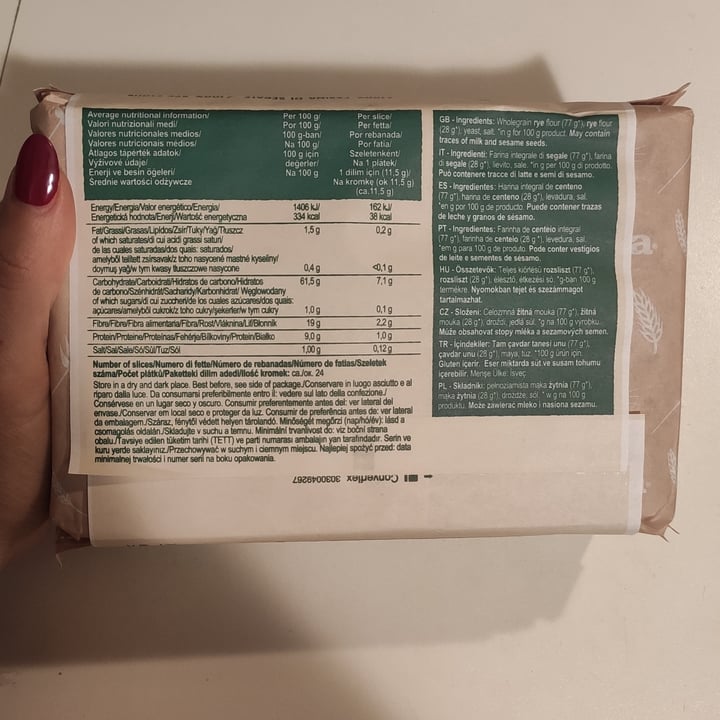 Average nutritional information/ Per 100 g/ Per slice/
Valori nutrizionali medi/ Per 100 g/ Per fetta/
Valores nutricionales medios/ 100 g-ban/ Por rebanada/
Valores nutricionais médios/ Na 100 g/ Por fatia/
Átlagos tápérték adatok/ 100 g için Szeletenként/
Výživové údaje/ değerler/ Na 1 plátek/
Enerji ve besin öğeleri/ Na 100 g 1 dilim için (11,5 g)/
Średnie wartości odżywcze Na kromkę (ok.11,5 g)
(ca.11,5 g)
Energy/Energia/Valor energético/Energia/ 1406 kJ/ 162 kJ/
Energetická hodnota/Enerji/Wartość energetyczna 334 kcal 38 kcal
Fat/Grassi/Grasas/Lípidos/Zsír/Tuky/Yağ/Tłuszcz 1,5 g 0,2 g
of which saturates/di cui acidi grassi saturi/
de las cuales saturadas/dos quais: saturados/
amelyből telített zsírsavak/z toho nasycené mastné kyseliny/
doymuş yağ/w tym kwasy tłuszczowe nasycone 0,4 g <0,1 g
Carbohydrate/Carboidrati/Hidratos de carbono/Hidratos 61,5 g 7,1 g
de carbono/Szénhidrát/Sacharidy/Karbonhidrat/ Węglowodany
of which sugars/di cui zuccheri/de los cuales azúcares/dos quais:
açúcares/amelyből cukrok/z toho cukry/şekerler/w tym cukry 1,0 g 0,1 g
Fibre/Fibre/Fibra alimentaria/Fibra/Rost/Vláknina/Lif/Błonnik 19 g 2,2 g
Protein/Proteine/Proteínas/Fehérje/Bílkoviny/Protein/Białko 9,0 g 1,0 g
Salt/Sal/Sale/Só/Sůl/Tuz/Sól 1,00 g 0,12 g
Number of slices/Numero di fette/Número de rebanadas/Número de fatias/Szeletek
száma/Počet plátků/Paketteki dilim adedi/Ilość kromek: ca./ок. 24
Store in a dry and dark place. Best before, see side of package./Conservare in luogo asciutto e al
riparo dalla luce. Da consumarsi preferibilmente entro il: vedere sul lato della confezione./
Consérvese en un lugar seco y oscuro. Consumir preferentemente antes del: ver lateral del
envase./Conservar em local seco e proteger da luz. Consumir de preferência antes de: ver lateral
da embalagem./Száraz, fénytől védett helyen tárolandó. Minőségét megőrzi (nap/hó/év): lásd a
csomagolás oldalán./Skladujte v suchu a temnu. Minimální trvanlivost do: viz boční strana
obalu./Tavsiye edilen tüketim tarihi (TETT) ve parti numarası ambalajın yan tarafındadır. Serin ve
kuru yerde saklayınız./Przechowywać w suchym i ciemnym miejscu. Najlepiej spożyć przed: data
minimalnej trwałości i numer serii na boku opakowania.
GB - Ingredients: Wholegrain rye flour (77 g*), rye flour
(28 g*), yeast, salt. *in g for 100 g product. May contain
traces of milk and sesame seeds.
IT - Ingredienti: Farina integrale di segale (77 g*), farina
di segale (28 g*), lievito, sale. *in g per 100 g di prodotto.
Può contenere tracce di latte e semi di sesamo.
ES - Ingredientes: Harina integral de centeno
(77 g*), harina de centeno (28 g*), levadura, sal.
*en g por 100 g de producto. Puede contener trazas
de leche y granos de sésamo.
PT - Ingredientes: Farinha de centeio integral
(77 g*), farinha de centeio (28 g*), levedura, sal.
*em g para 100 g de produto. Pode conter vestígios
de leite e sementes de sésamo.
HU - Összetevők: Teljes kiőrlésű rozsliszt (77 g*),
rozsliszt (28 g*), élesztő, étkezési só. *g-ban 100 g
termékre. Nyomokban tejet és szezámmagot
tartalmazhat.
CZ - Složení: Celozrnná žitná mouka (77 g*), žitná
mouka (28 g*), droždí, jedlá sůl. *g na 100 g výrobku.
Může obsahovat stopy mléka a sezamových semen.
TR - İçindekiler: Tam çavdar tanesi unu (77 g*),
çavdar unu (28 g*), maya, tuz. *100 g ürün için.
Gluten içerir. Eser miktarda süt ve susam tohumu
içerebilir. Menşe Ülke: İsveç
PL - Składniki: pełnoziarnista mąka żytnia (77 g*),
mąka żytnia (28 g*), drożdże, sól. * w g na 100 g
produktu. Może zawierać mleko i nasiona sezamu.
Converflex 3030049267